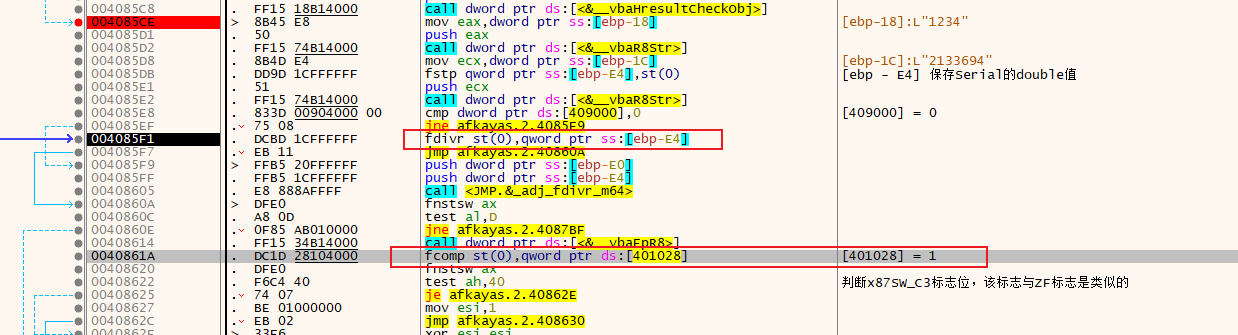 004085C8 . FF15 18B14000 call dword ptr ds:[<&__vbaHresultCheckObj>]
004085CE > 8B45 E8 mov eax,dword ptr ss:[ebp-18] [ebp-18]:L"1234"
004085D1 . 50 push eax
004085D2 . FF15 74B14000 call dword ptr ds:[<&__vbaR8Str>]
004085D8 . 8B4D E4 mov ecx,dword ptr ss:[ebp-1C] [ebp-1C]:L"2133694"
004085DB . DD9D 1CFFFFFF fstp qword ptr ss:[ebp-E4],st(0) [ebp - E4] 保存Serial的double值
004085E1 . 51 push ecx
004085E2 . FF15 74B14000 call dword ptr ds:[<&__vbaR8Str>]
004085E8 . 833D 00904000 00 cmp dword ptr ds:[409000],0 [409000] = 0
004085EF . 75 08 jne afkayas.2.4085F9
004085F1 . DCBD 1CFFFFFF fdivr st(0),qword ptr ss:[ebp-E4]
004085F7 . EB 11 jmp afkayas.2.40860A
004085F9 > FFB5 20FFFFFF push dword ptr ss:[ebp-E0]
004085FF . FFB5 1CFFFFFF push dword ptr ss:[ebp-E4]
00408605 . E8 888AFFFF call <JMP.&_adj_fdivr_m64>
0040860A > DFE0 fnstsw ax
0040860C . A8 0D test al,D
0040860E . 0F85 AB010000 jne afkayas.2.4087BF
00408614 . FF15 34B14000 call dword ptr ds:[<&__vbaFpR8>]
0040861A . DC1D 28104000 fcomp st(0),qword ptr ds:[401028] [401028] = 1
00408620 . DFE0 fnstsw ax
00408622 . F6C4 40 test ah,40 判断x87SW_C3标志位，该标志与ZF标志是类似的
00408625 . 74 07 je afkayas.2.40862E
00408627 . BE 01000000 mov esi,1
0040862C . EB 02 jmp afkayas.2.408630
0040862E > 33F6 xor esi,esi